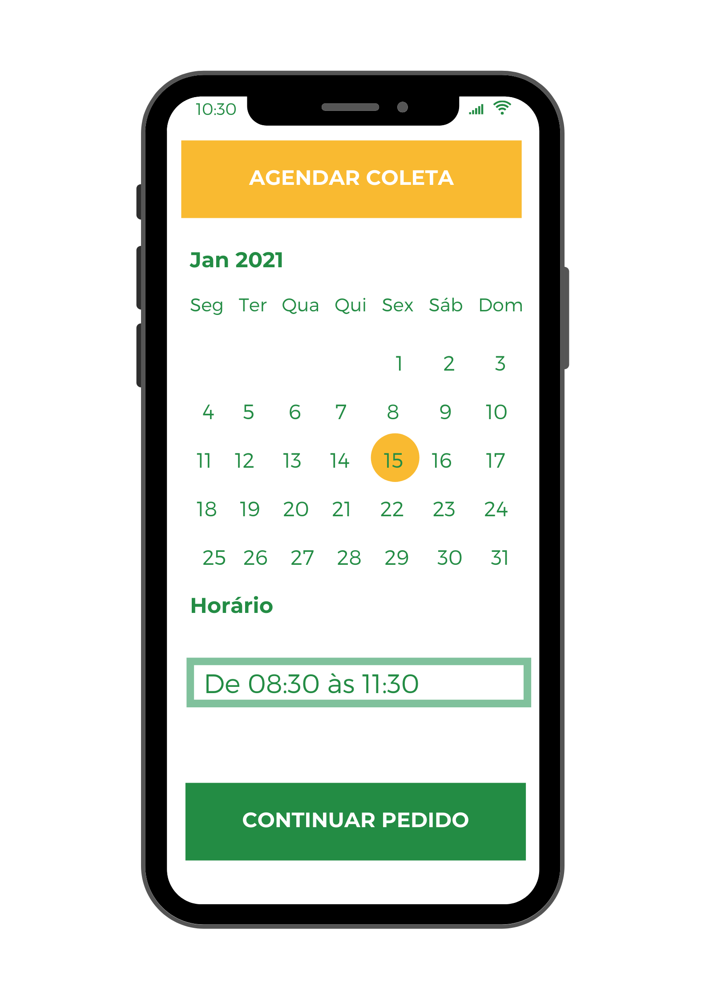 10:30
AGENDAR COLETA
Jan 2021
Seg Ter Qua Qui Sex Sáb Dom
1 2 3
4 5 6 7 8 9 10
11 12 13 14 15 16 17
18 19 20 21 22 23 24
25 26 27 28 29 30 31
Horário
De 08:30 às 11:30
CONTINUAR PEDIDO